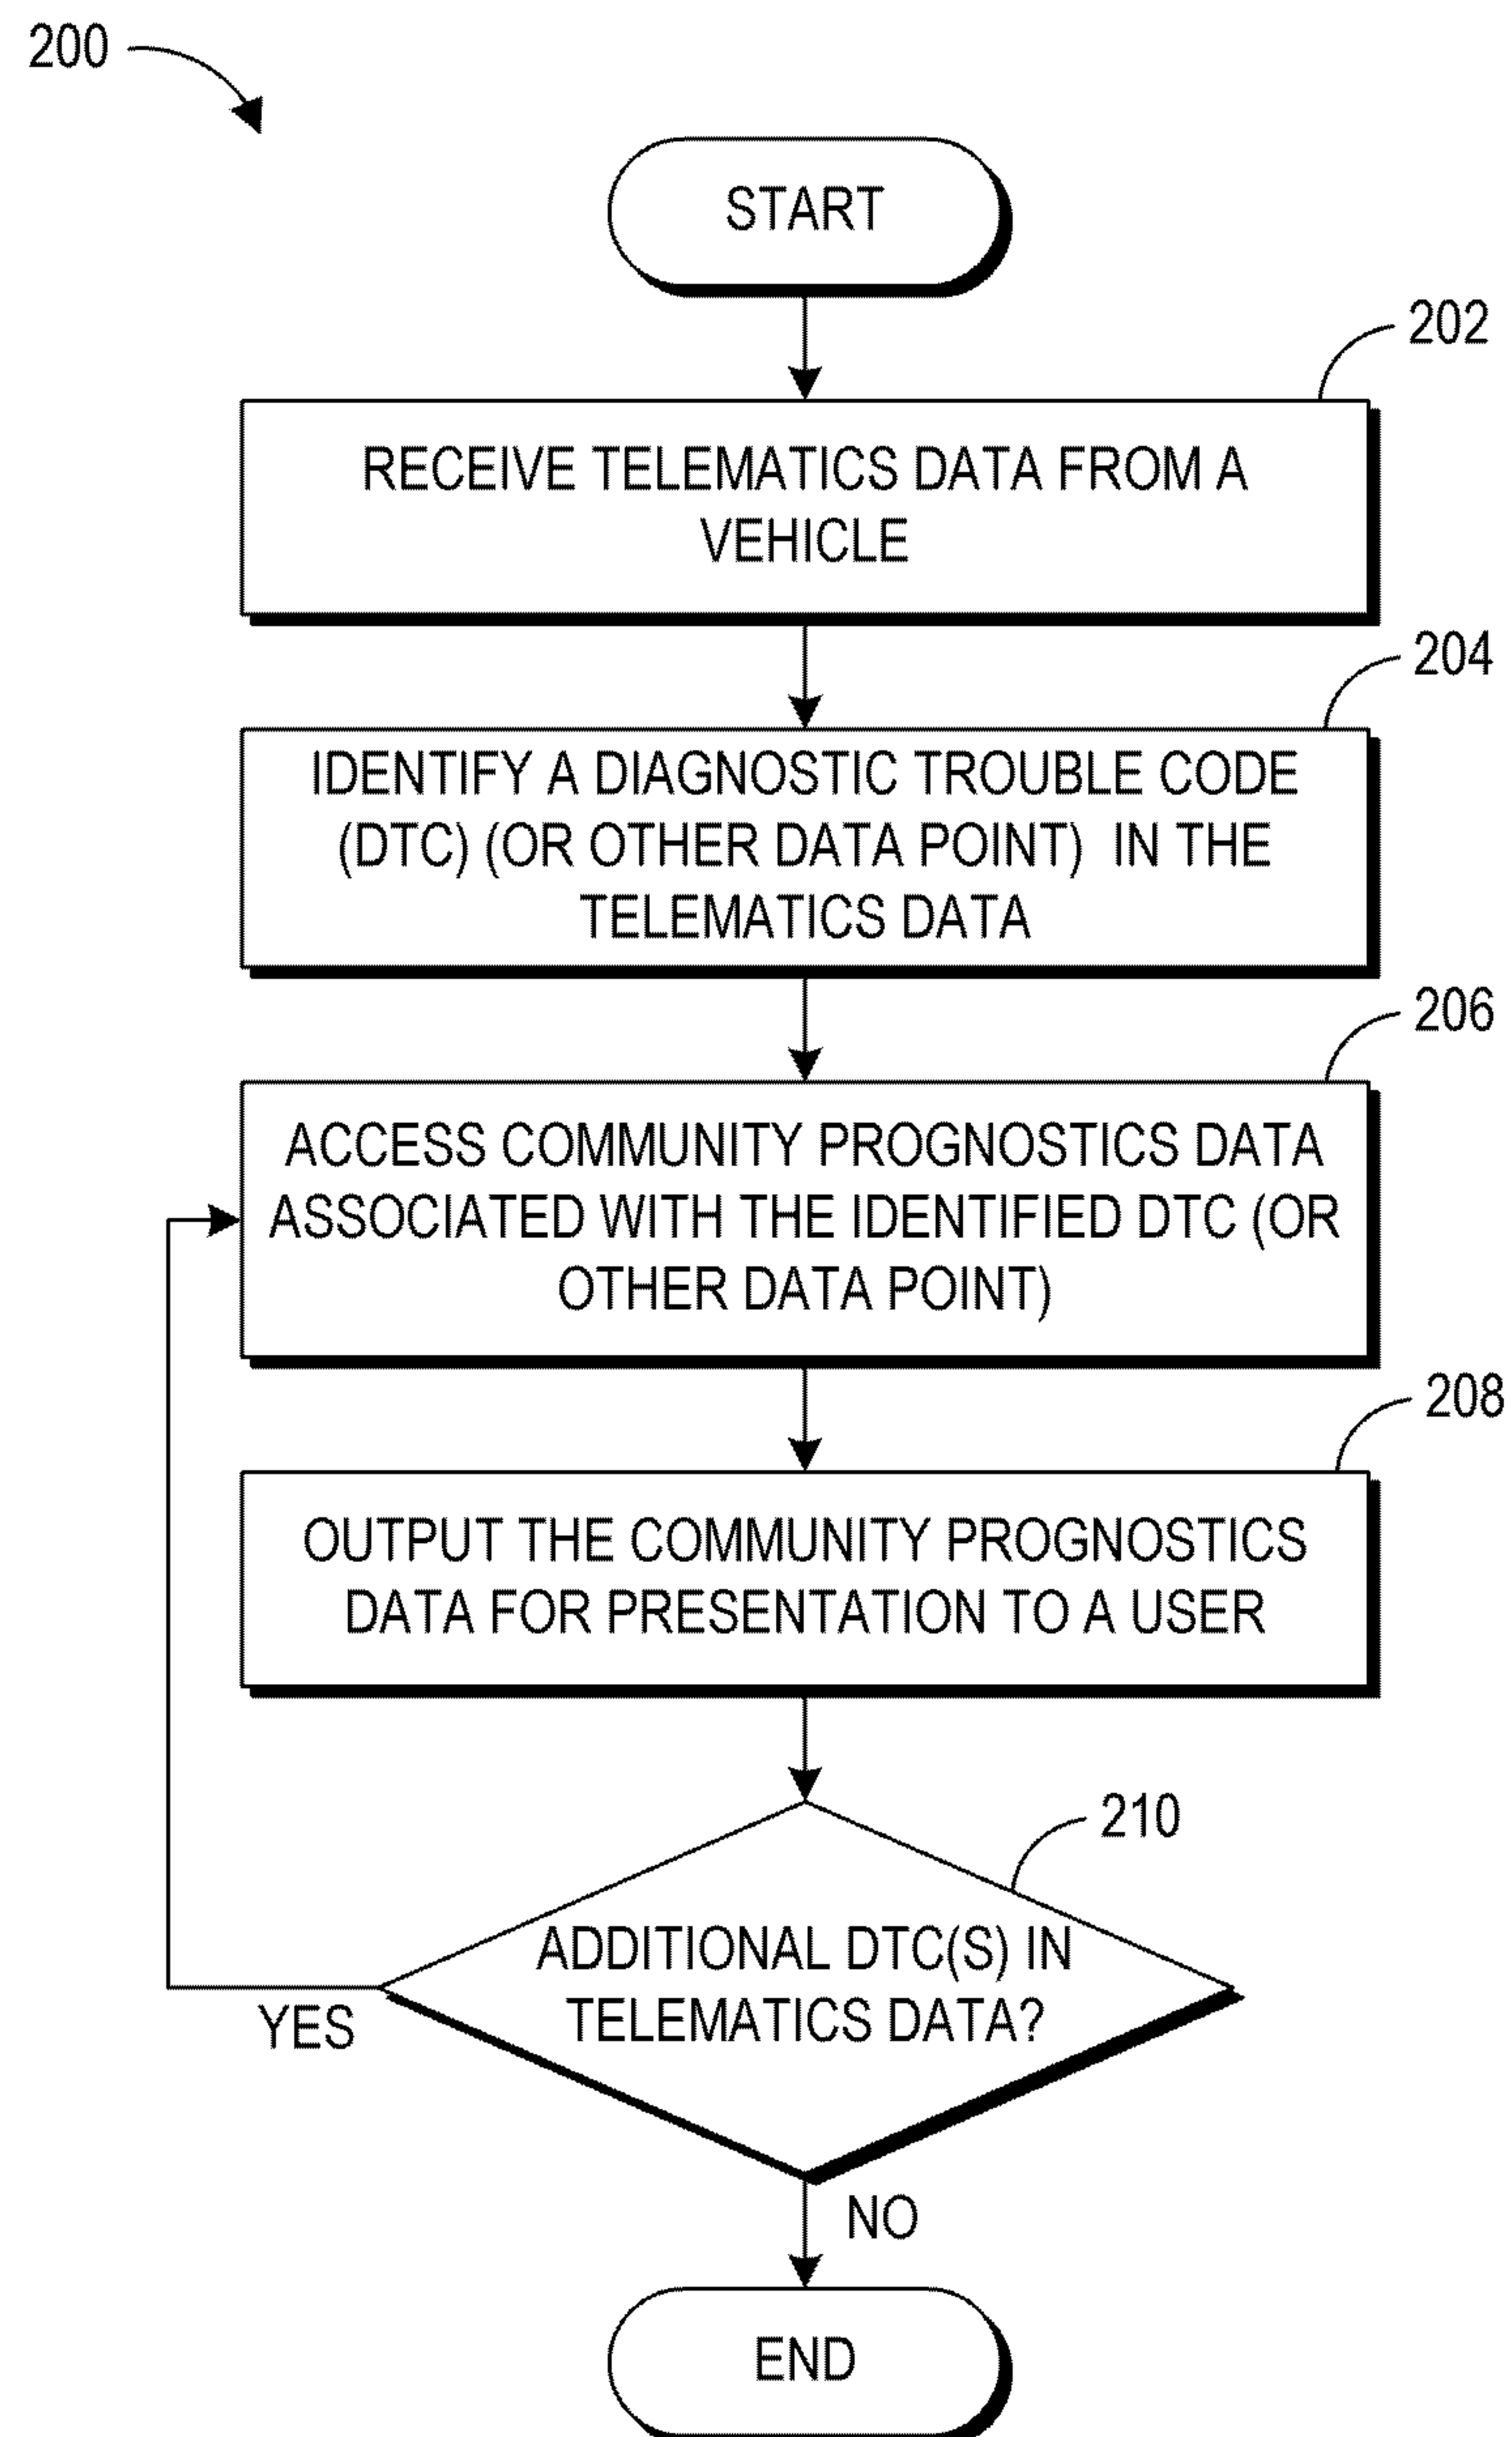 200
START
202
RECEIVE TELEMATICS DATA FROM A
VEHICLE
204
IDENTIFY A DIAGNOSTIC TROUBLE CODE
(DTC) (OR OTHER DATA POINT) IN THE
TELEMATICS DATA
206
ACCESS COMMUNITY PROGNOSTICS DATA
ASSOCIATED WITH THE IDENTIFIED DTC (OR
OTHER DATA POINT)
208
OUTPUT THE COMMUNITY PROGNOSTICS
DATA FOR PRESENTATION TO A USER
210
ADDITIONAL DTC(S) IN
TELEMATICS DATA?
YES
NO
END